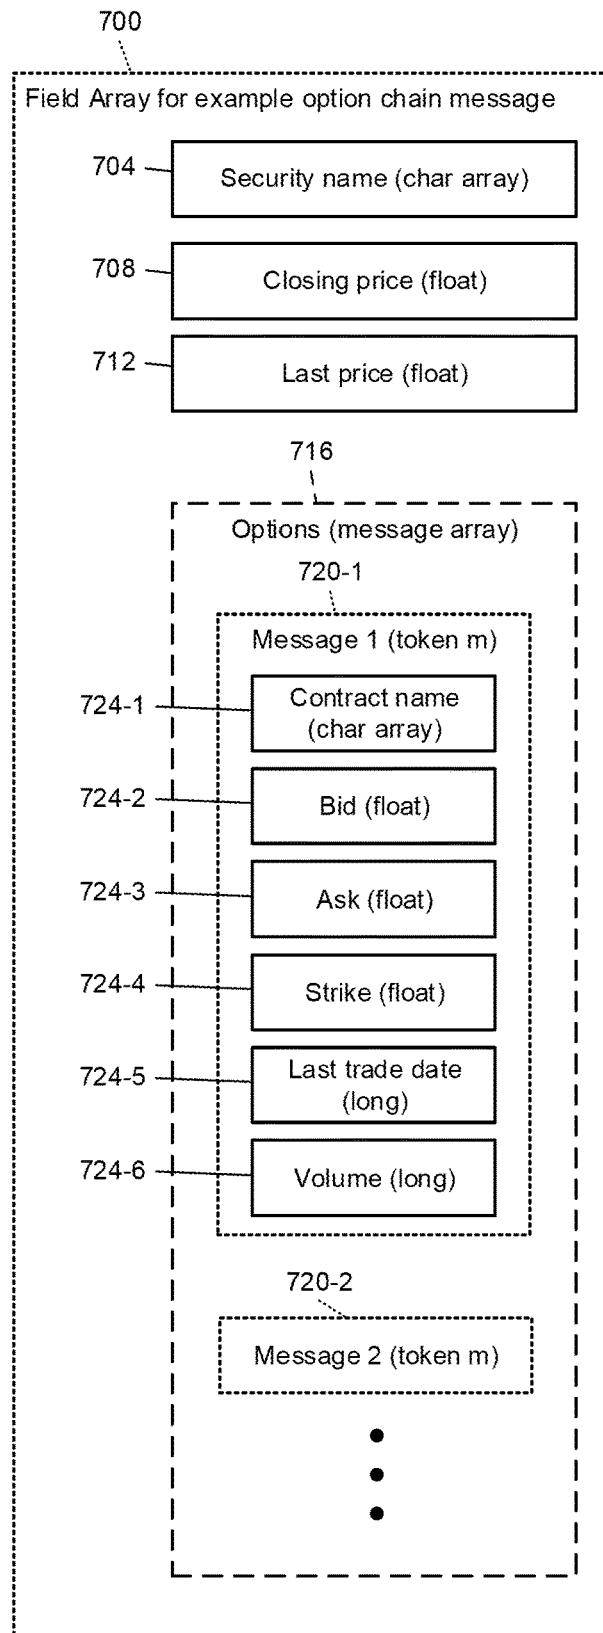 700
Field Array for example option chain message
704
Security name (char array)
708
Closing price (float)
712
Last price (float)
716
Options (message array)
720-1
Message 1 (token m)
724-1
Contract name
(char array)
724-2
Bid (float)
724-3
Ask (float)
724-4
Strike (float)
724-5
Last trade date
(long)
724-6
Volume (long)
720-2
Message 2 (token m)